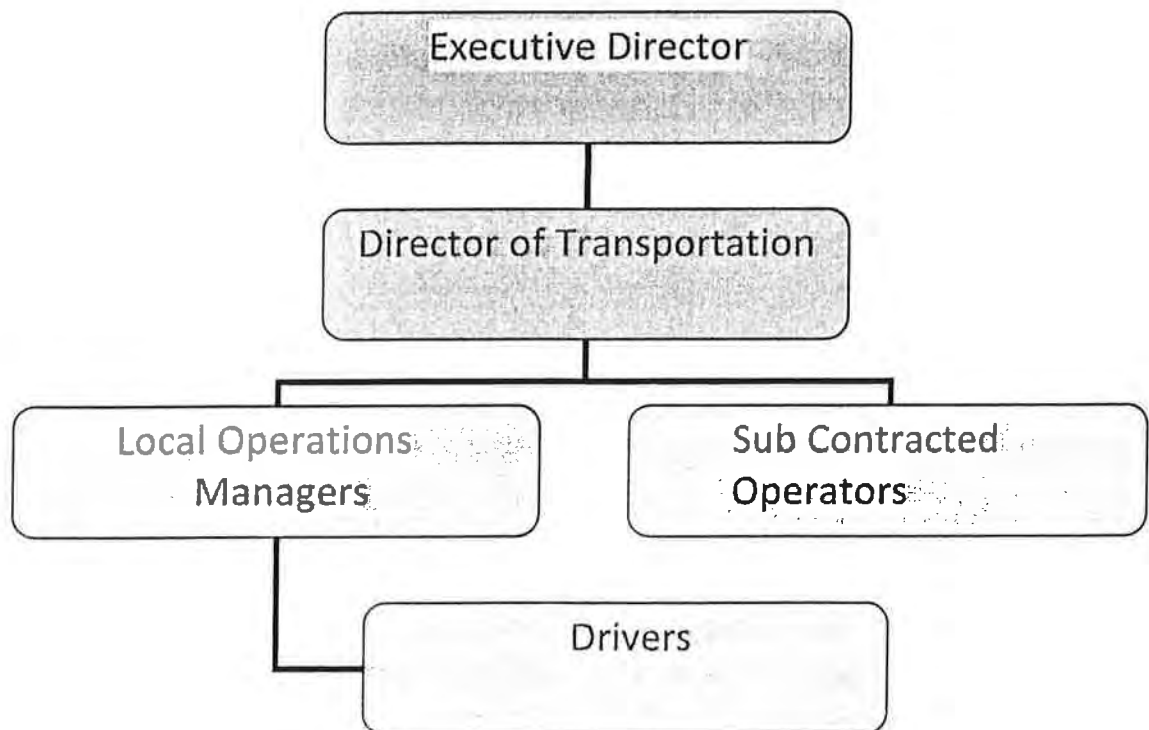 Executive Director
Director of Transportation
Local Operations
Managers
Sub Contracted
Operators
Drivers